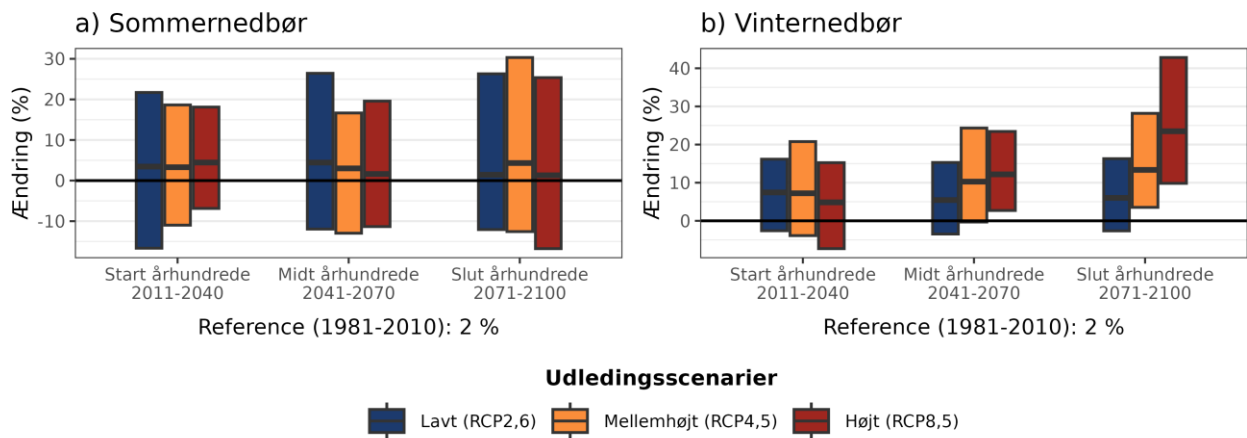 a) Sommernedbør
b) Vinternedbør
Ændring (%)
30
20
10
0
-10
Start århundrede
2011-2040
Midt århundrede
2041-2070
Slut århundrede
2071-2100
Reference (1981-2010): 2 %
Ændring (%)
40
30
20
10
0
Start århundrede
2011-2040
Midt århundrede
2041-2070
Slut århundrede
2071-2100
Reference (1981-2010): 2 %
Udledingsscenarier
Lavt (RCP2,6)
Mellemhøjt (RCP4,5)
Højt (RCP8,5)